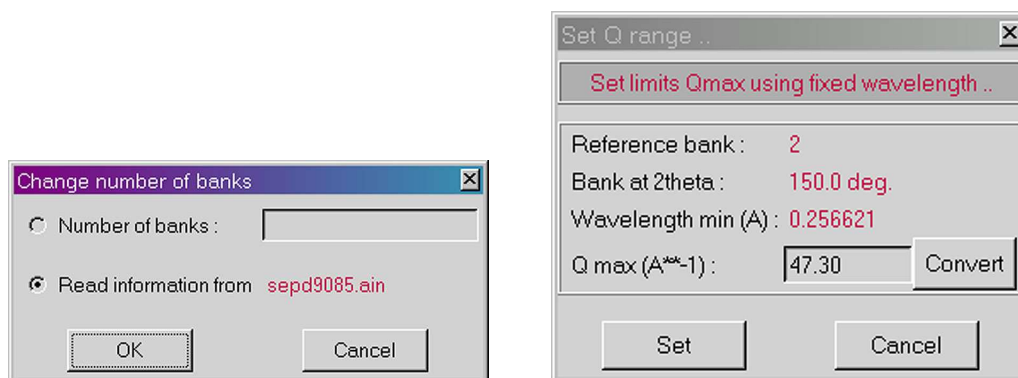 Change number of banks
Number of banks :
Read information from sepd9085.ain
OK Cancel
Set Q range ..
Set limits Qmax using fixed wavelength ..
Reference bank : 2
Bank at 2theta : 150.0 deg.
Wavelength min (A) : 0.256621
Q max (A**-1) : 47.30 Convert
Set Cancel